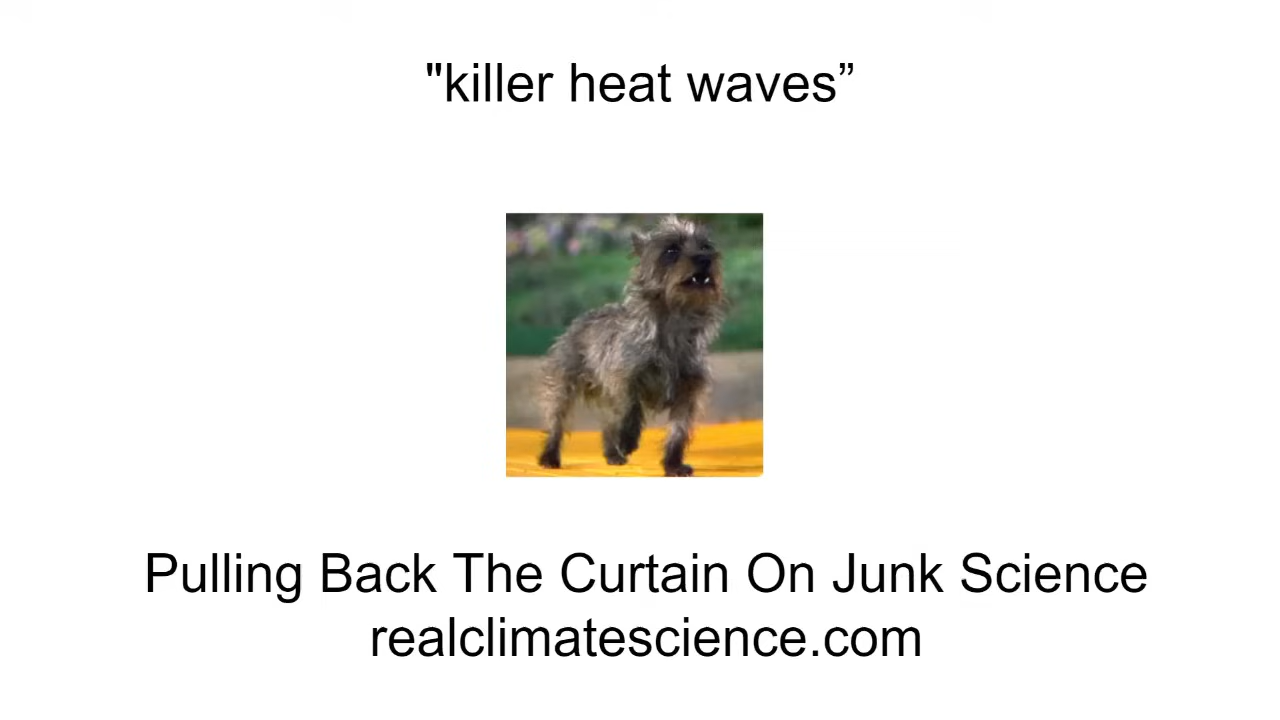 "killer heat waves”
Pulling Back The Curtain On Junk Science
realclimatescience.com